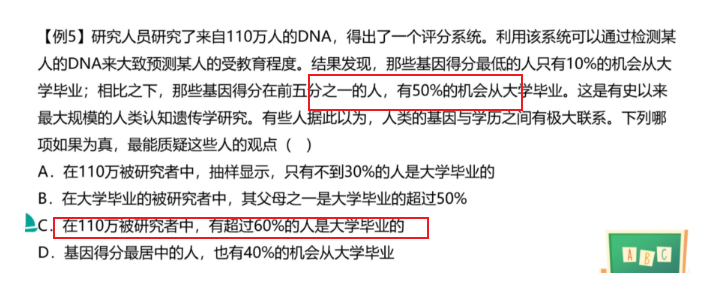 【例5】研究人员研究了来自110万人的DNA，得出了一个评分系统。利用该系统可以通过检测某
人的DNA来大致预测某人的受教育程度。结果发现，那些基因得分最低的人只有10%的机会从大
学毕业；相比之下，那些基因得分在前五分之一的人，有50%的机会从大学毕业。这是有史以来
最大规模的人类认知遗传学研究。有些人据此以为，人类的基因与学历之间有极大联系。下列哪
项如果为真，最能质疑这些人的观点（ ）
A．在110万被研究者中，抽样显示，只有不到30%的人是大学毕业的
B．在大学毕业的被研究者中，其父母之一是大学毕业的超过50%
C．在110万被研究者中，有超过60%的人是大学毕业的
D．基因得分最居中的人，也有40%的机会从大学毕业
A B C